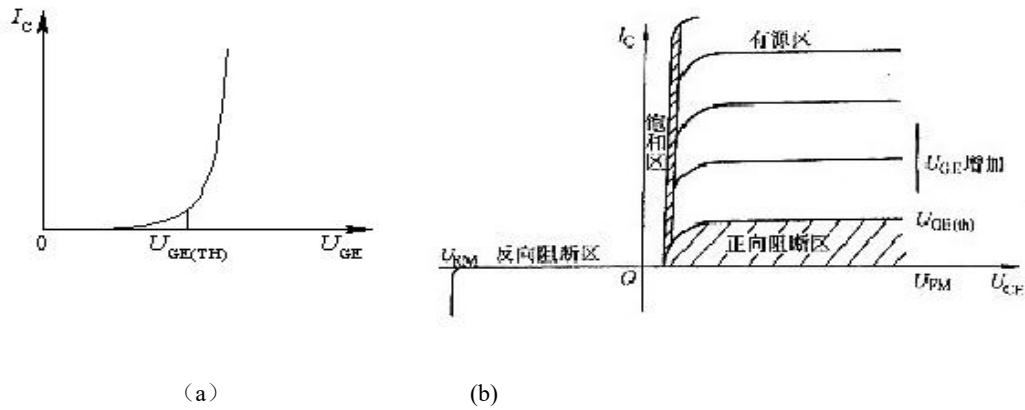 I_C
0
U_GE(TH)
U_GE
(a)
I_C
有源区
饱和区
U_GE增加
U_GE(th)
正向阻断区
U_RM
反向阻断区
O
U_FM
U_CE
(b)